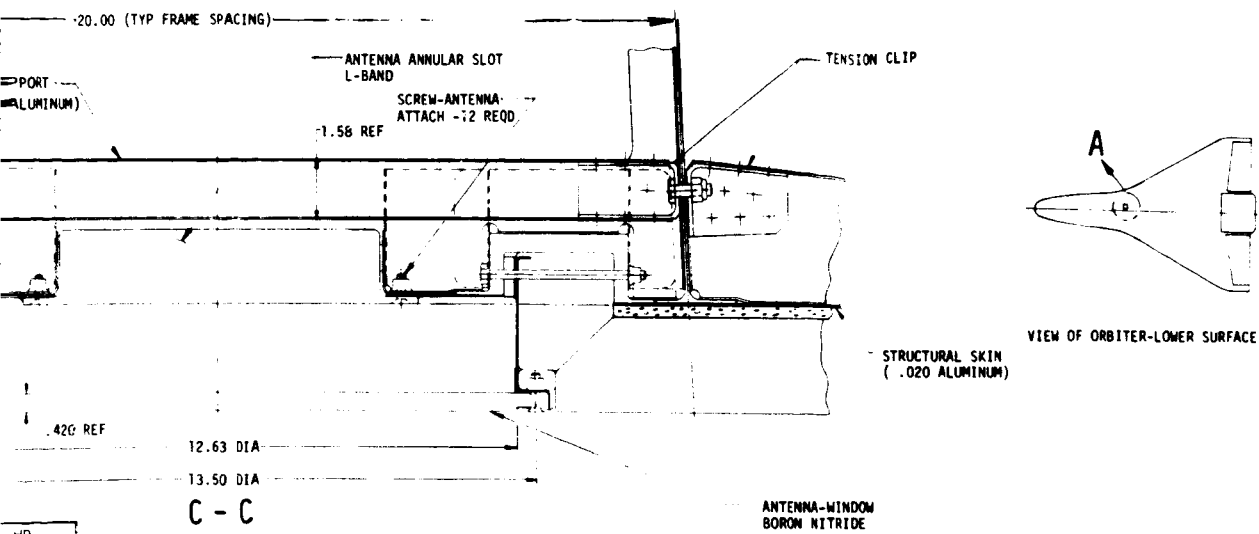 20.00 (TYP FRAME SPACING)
ANTENNA ANNULAR SLOT
L-BAND
TENSION CLIP
PORT
ALUMINUM)
SCREW-ANTENNA
ATTACH -12 REQD
1.58 REF
A
VIEW OF ORBITER-LOWER SURFACE
STRUCTURAL SKIN
( .020 ALUMINUM)
.420 REF
12.63 DIA
13.50 DIA
C - C
ANTENNA-WINDOW
BORON NITRIDE